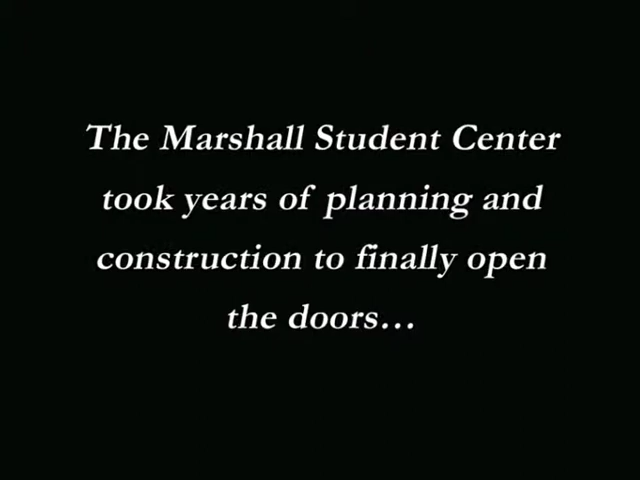 The Marshall Student Center
took years of planning and
construction to finally open
the doors…